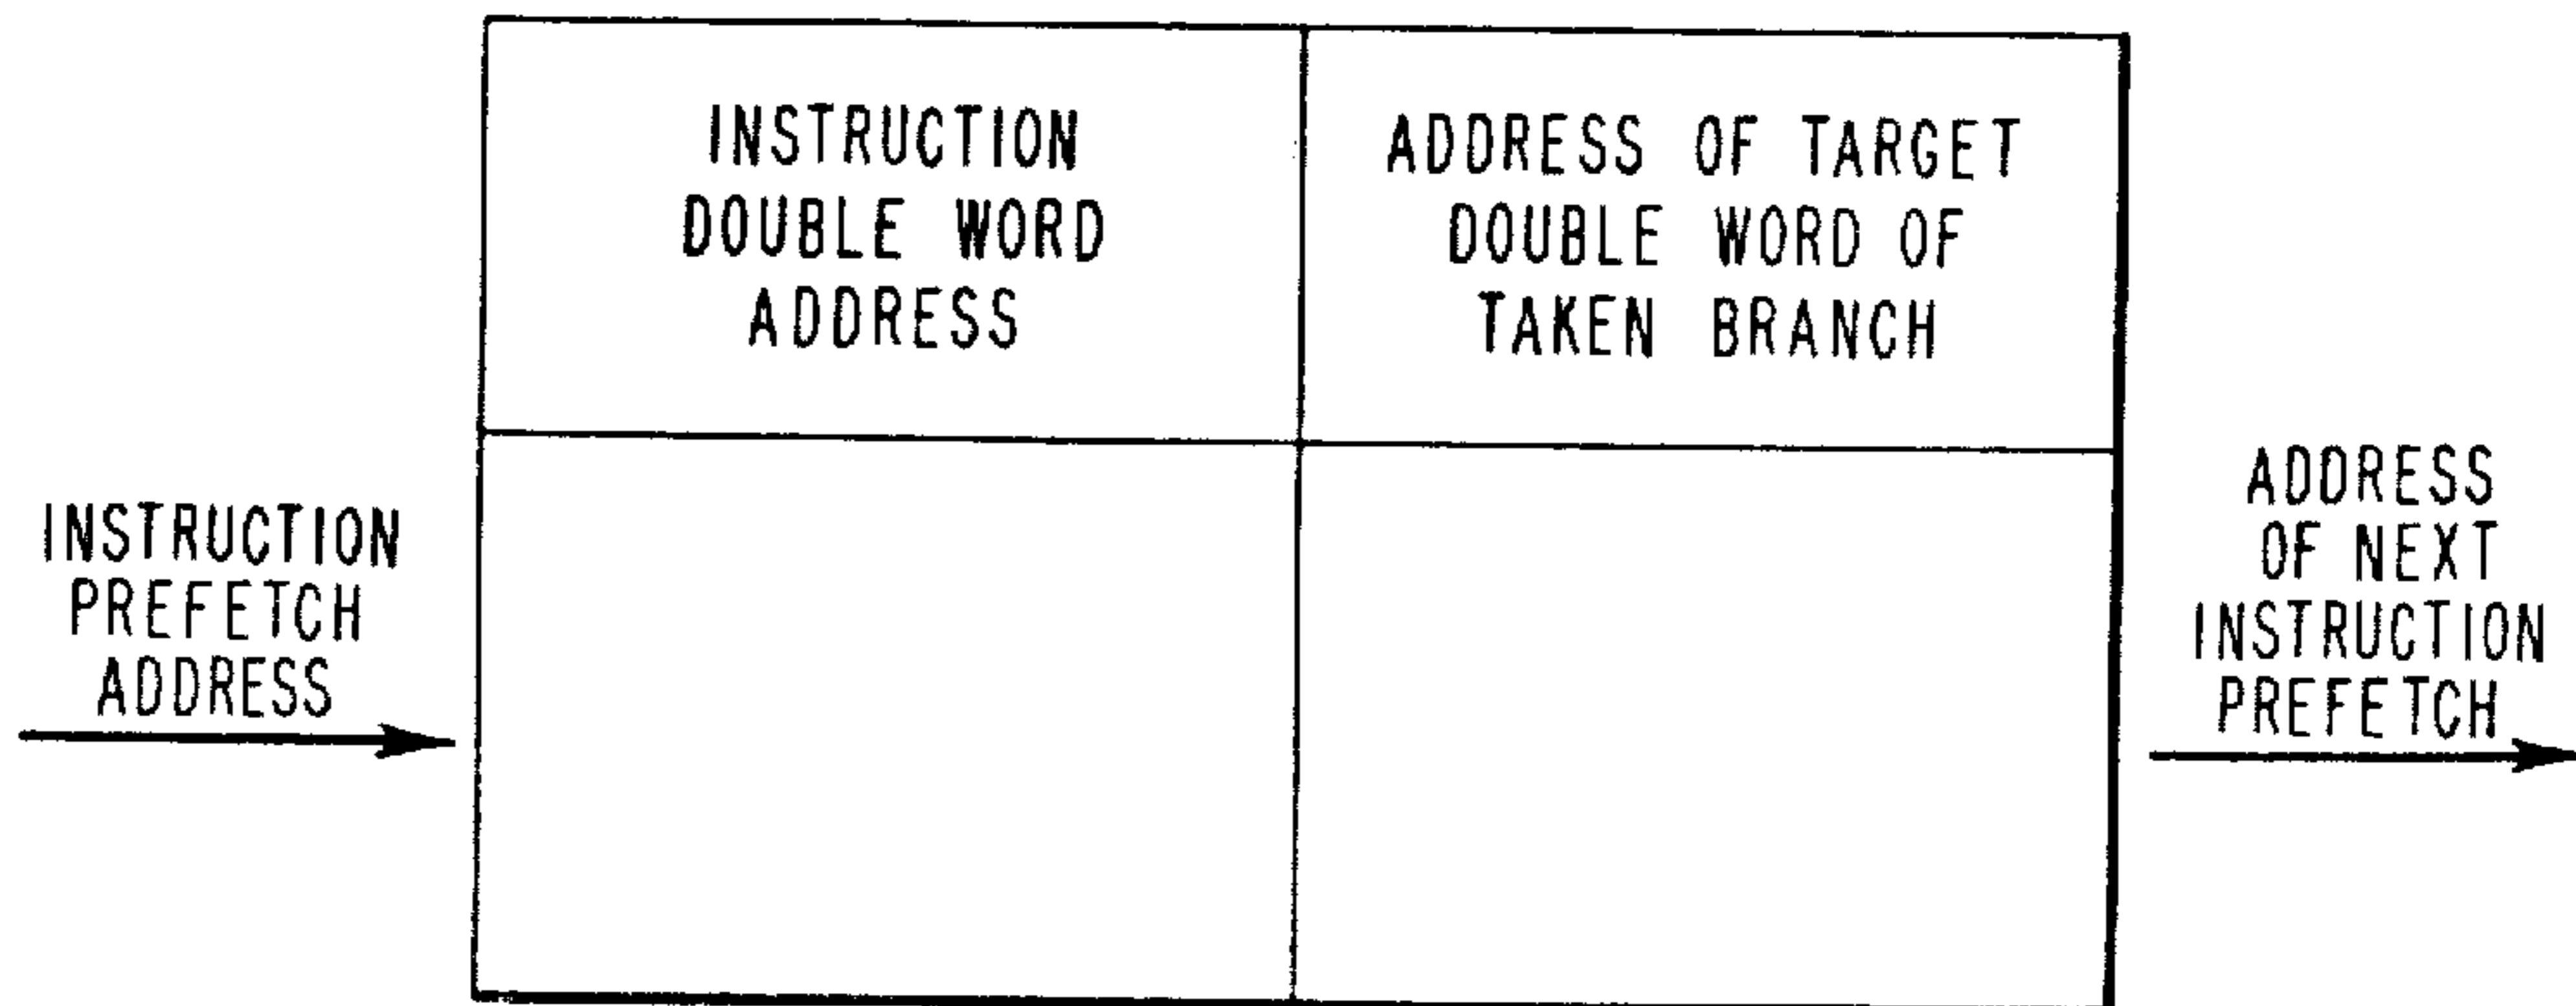 INSTRUCTION
DOUBLE WORD
ADDRESS
ADDRESS OF TARGET
DOUBLE WORD OF
TAKEN BRANCH
INSTRUCTION
PREFETCH
ADDRESS
ADDRESS
OF NEXT
INSTRUCTION
PREFETCH